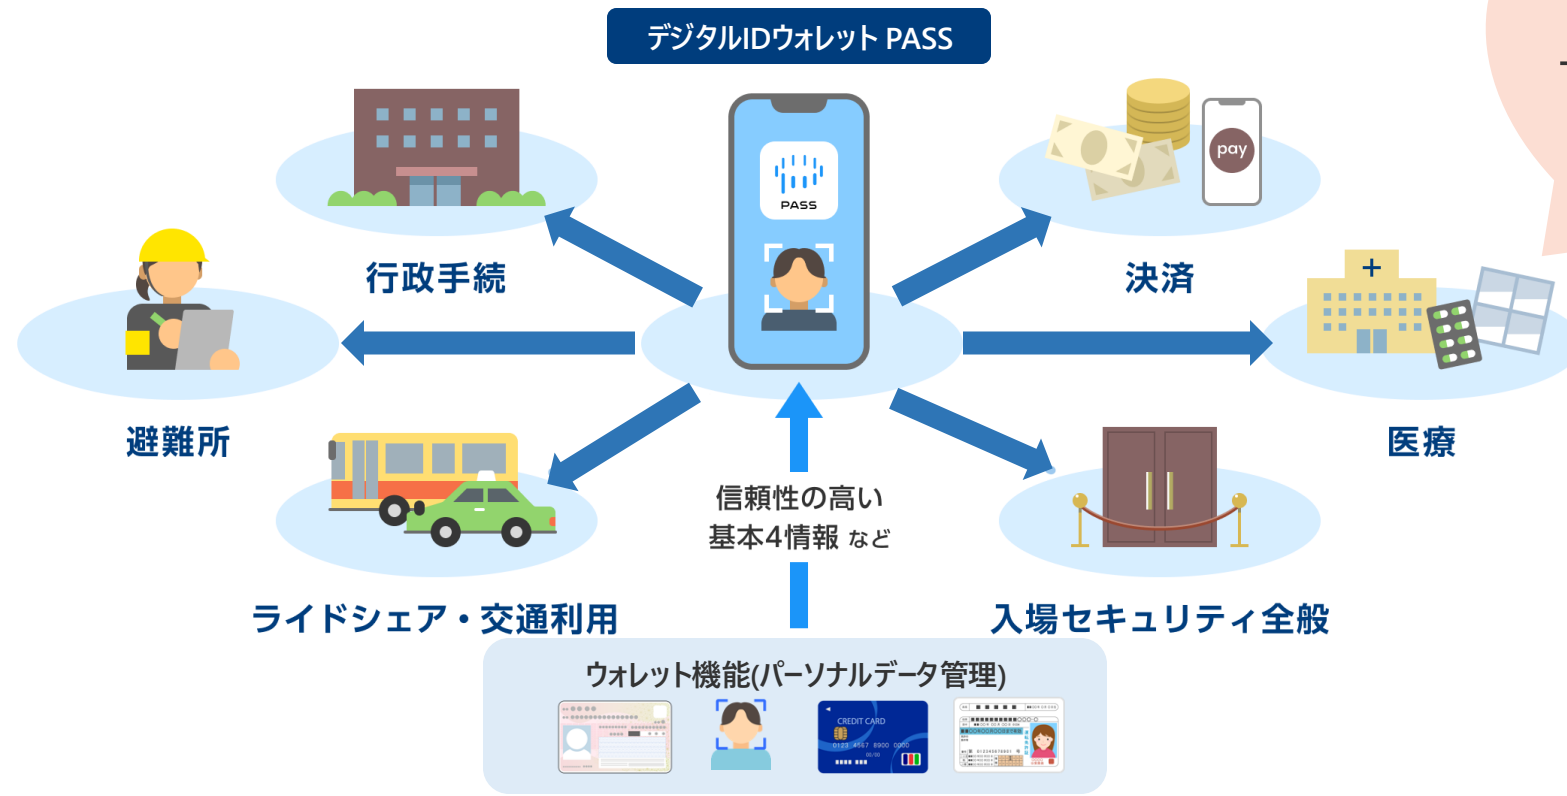 デジタルIDウォレット PASS
PASS
pay
行政手続
決済
避難所
医療
信頼性の高い
基本4情報 など
ライドシェア・交通利用
入場セキュリティ全般
ウォレット機能(パーソナルデータ管理)
CREDIT CARD
0123 4567 8900 0000
00/00